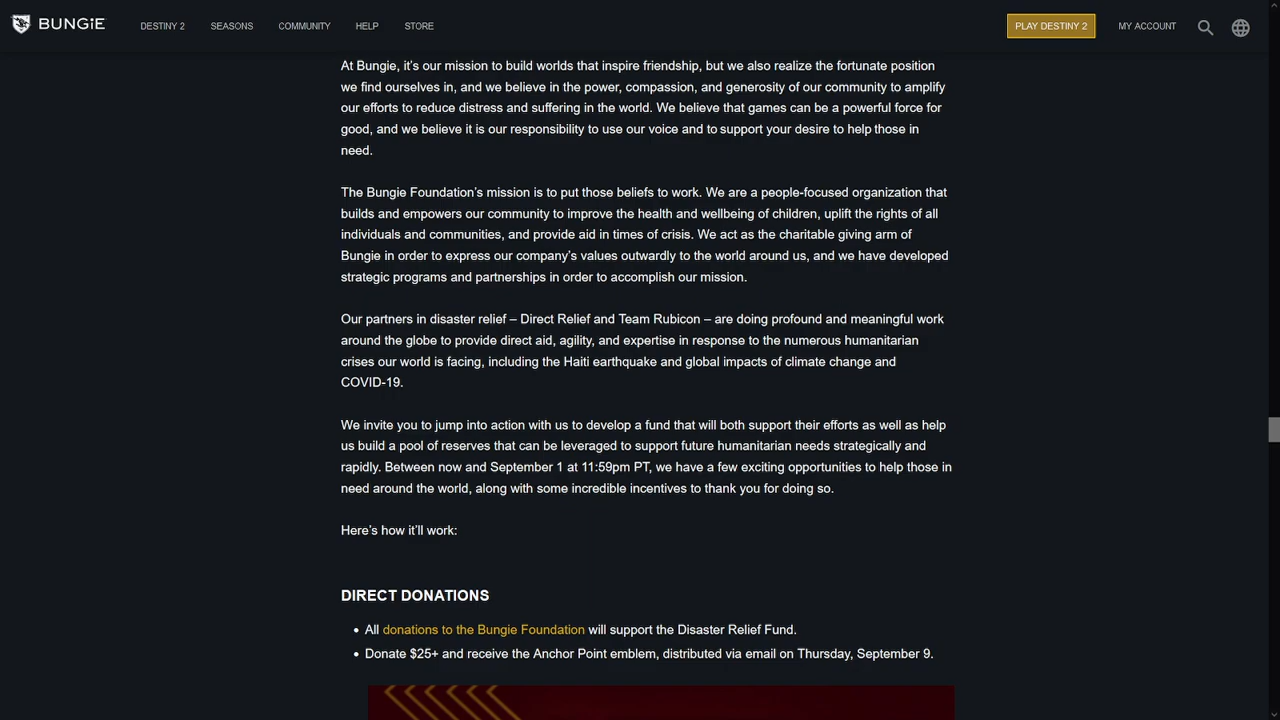 BUNGiE DESTINY 2 SEASONS COMMUNITY HELP STORE PLAY DESTINY 2 MY ACCOUNT
At Bungie, it's our mission to build worlds that inspire friendship, but we also realize the fortunate position
we find ourselves in, and we believe in the power, compassion, and generosity of our community to amplify
our efforts to reduce distress and suffering in the world. We believe that games can be a powerful force for
good, and we believe it is our responsibility to use our voice and to support your desire to help those in
need.
The Bungie Foundation's mission is to put those beliefs to work. We are a people-focused organization that
builds and empowers our community to improve the health and wellbeing of children, uplift the rights of all
individuals and communities, and provide aid in times of crisis. We act as the charitable giving arm of
Bungie in order to express our company's values outwardly to the world around us, and we have developed
strategic programs and partnerships in order to accomplish our mission.
Our partners in disaster relief – Direct Relief and Team Rubicon – are doing profound and meaningful work
around the globe to provide direct aid, agility, and expertise in response to the numerous humanitarian
crises our world is facing, including the Haiti earthquake and global impacts of climate change and
COVID-19.
We invite you to jump into action with us to develop a fund that will both support their efforts as well as help
us build a pool of reserves that can be leveraged to support future humanitarian needs strategically and
rapidly. Between now and September 1 at 11:59pm PT, we have a few exciting opportunities to help those in
need around the world, along with some incredible incentives to thank you for doing so.
Here's how it'll work:
DIRECT DONATIONS
• All donations to the Bungie Foundation will support the Disaster Relief Fund.
• Donate $25+ and receive the Anchor Point emblem, distributed via email on Thursday, September 9.